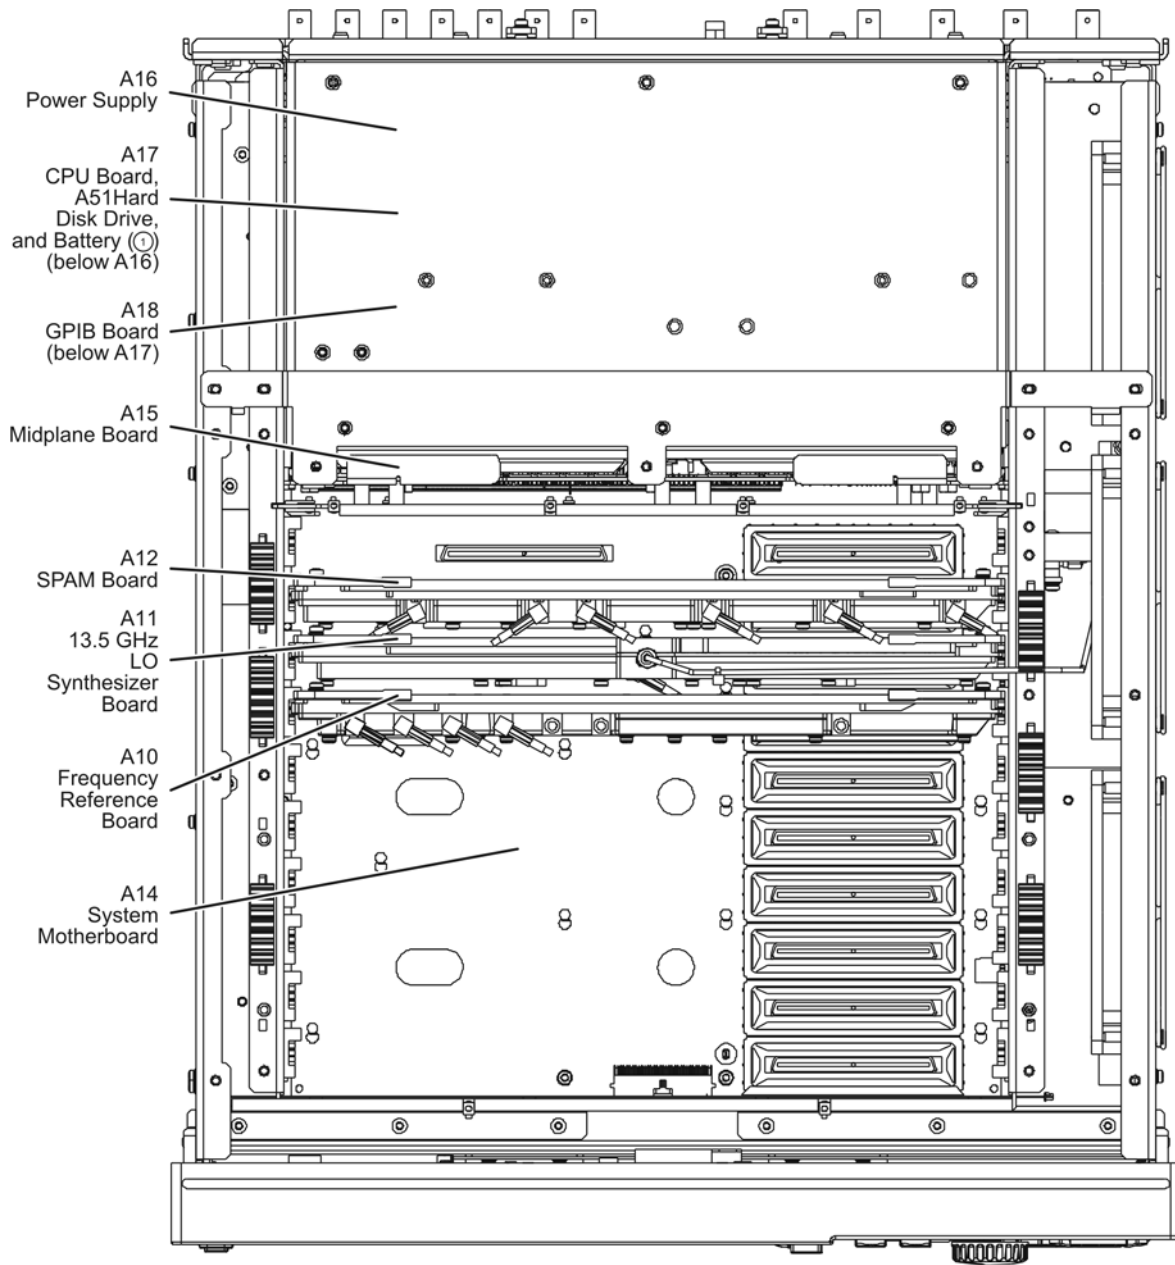 A16
Power Supply
A17
CPU Board,
A51Hard
Disk Drive,
and Battery (①)
(below A16)
A18
GPIB Board
(below A17)
A15
Midplane Board
A12
SPAM Board
A11
13.5 GHz
LO
Synthesizer
Board
A10
Frequency
Reference
Board
A14
System
Motherboard